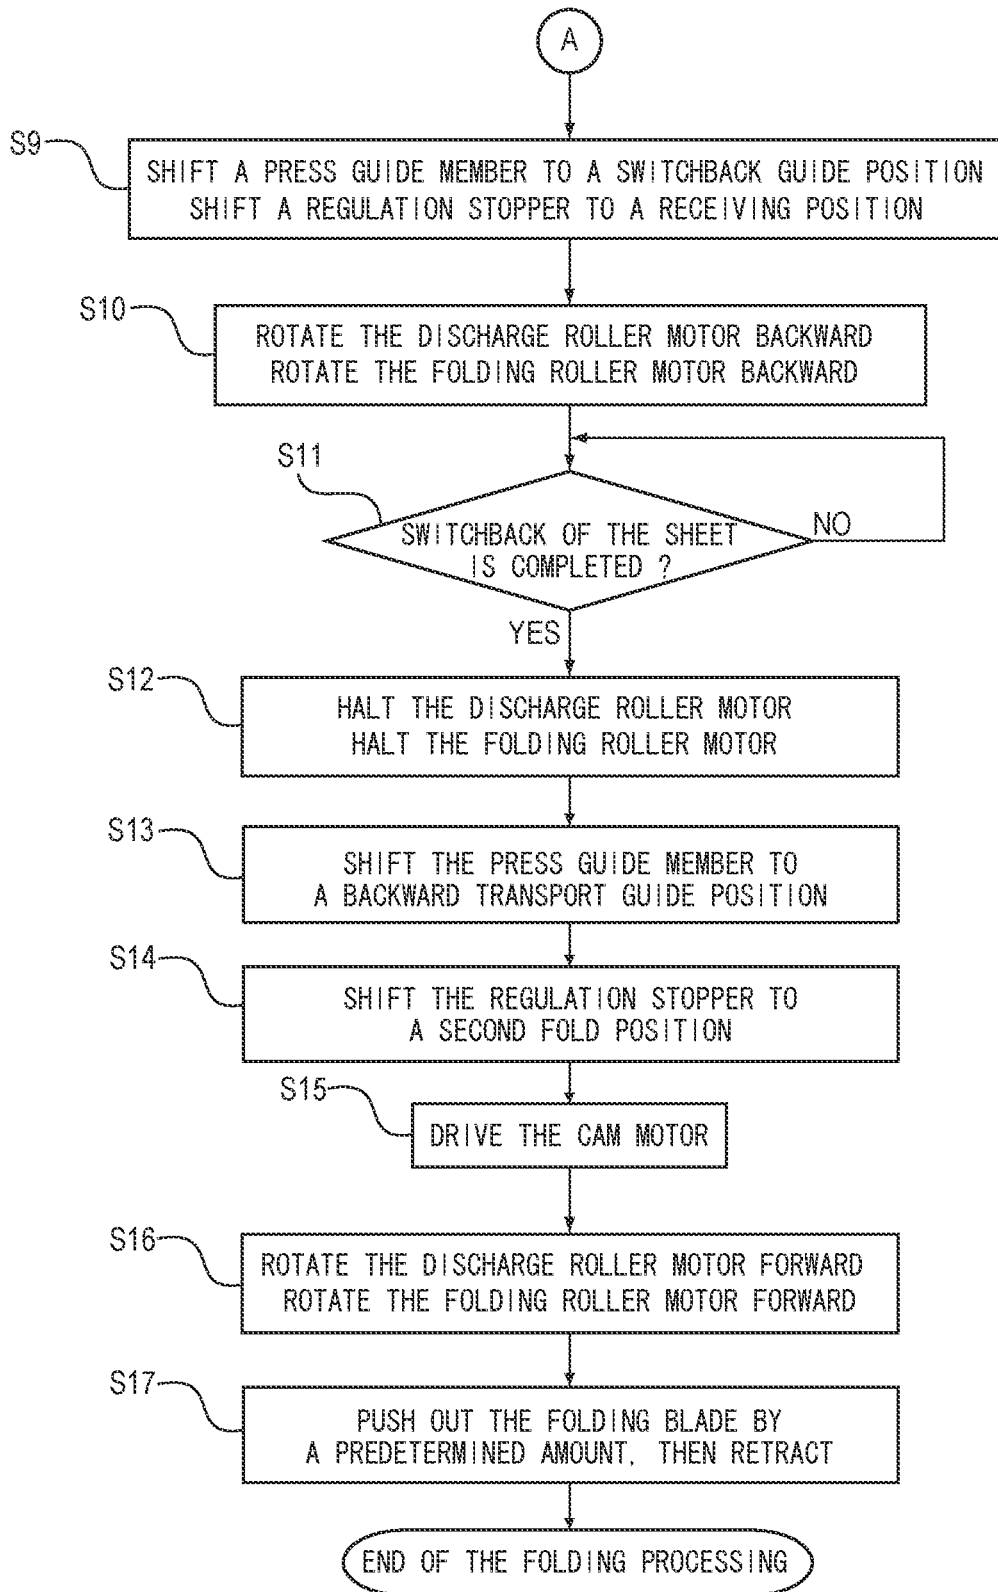 A
S9
SHIFT A PRESS GUIDE MEMBER TO A SWITCHBACK GUIDE POSITION
SHIFT A REGULATION STOPPER TO A RECEIVING POSITION
S10
ROTATE THE DISCHARGE ROLLER MOTOR BACKWARD
ROTATE THE FOLDING ROLLER MOTOR BACKWARD
S11
SWITCHBACK OF THE SHEET
IS COMPLETED ?
NO
YES
S12
HALT THE DISCHARGE ROLLER MOTOR
HALT THE FOLDING ROLLER MOTOR
S13
SHIFT THE PRESS GUIDE MEMBER TO
A BACKWARD TRANSPORT GUIDE POSITION
S14
SHIFT THE REGULATION STOPPER TO
A SECOND FOLD POSITION
S15
DRIVE THE CAM MOTOR
S16
ROTATE THE DISCHARGE ROLLER MOTOR FORWARD
ROTATE THE FOLDING ROLLER MOTOR FORWARD
S17
PUSH OUT THE FOLDING BLADE BY
A PREDETERMINED AMOUNT, THEN RETRACT
END OF THE FOLDING PROCESSING